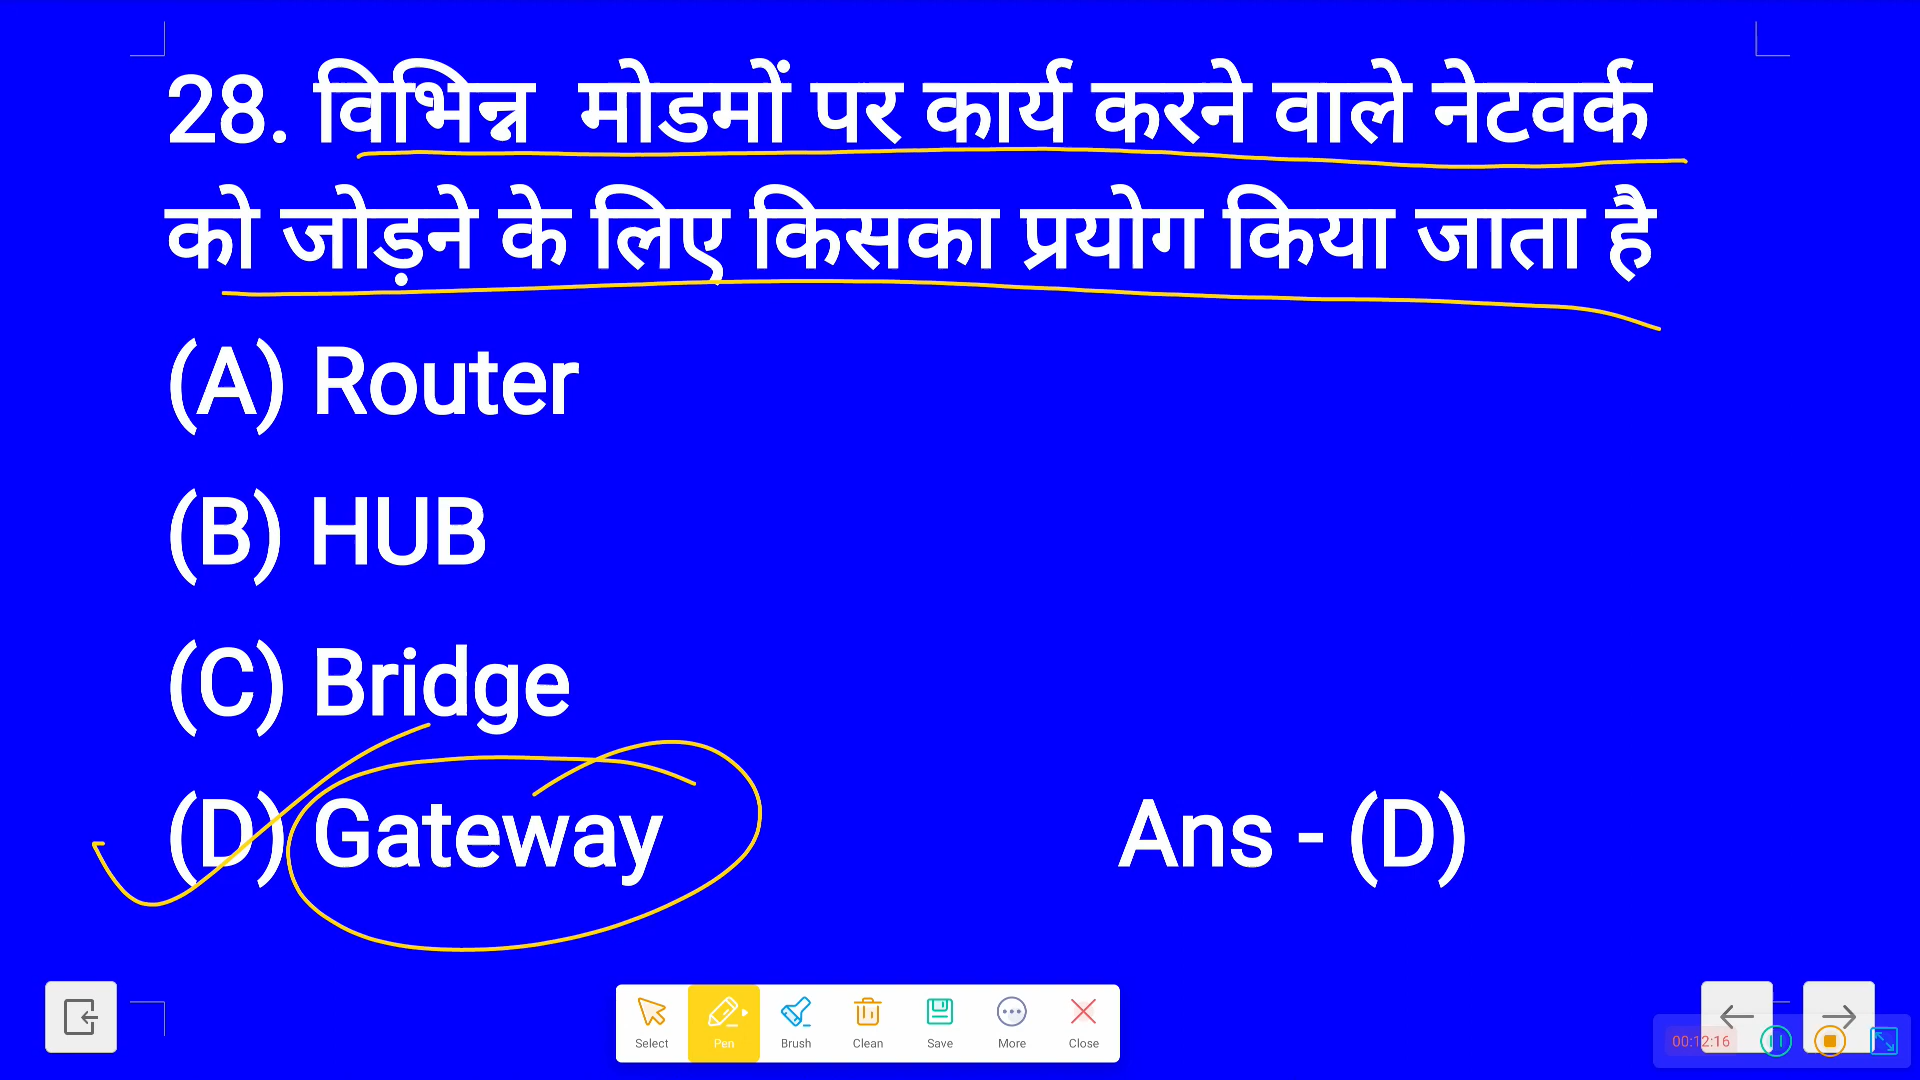 28. विभिन्न  मोडमों पर कार्य करने वाले नेटवर्क
को जोड़ने के लिए किसका प्रयोग किया जाता है
(A) Router
(B) HUB
(C) Bridge
(D) Gateway
Ans - (D)
Select Pen Brush Clean Save More Close
00:12:16